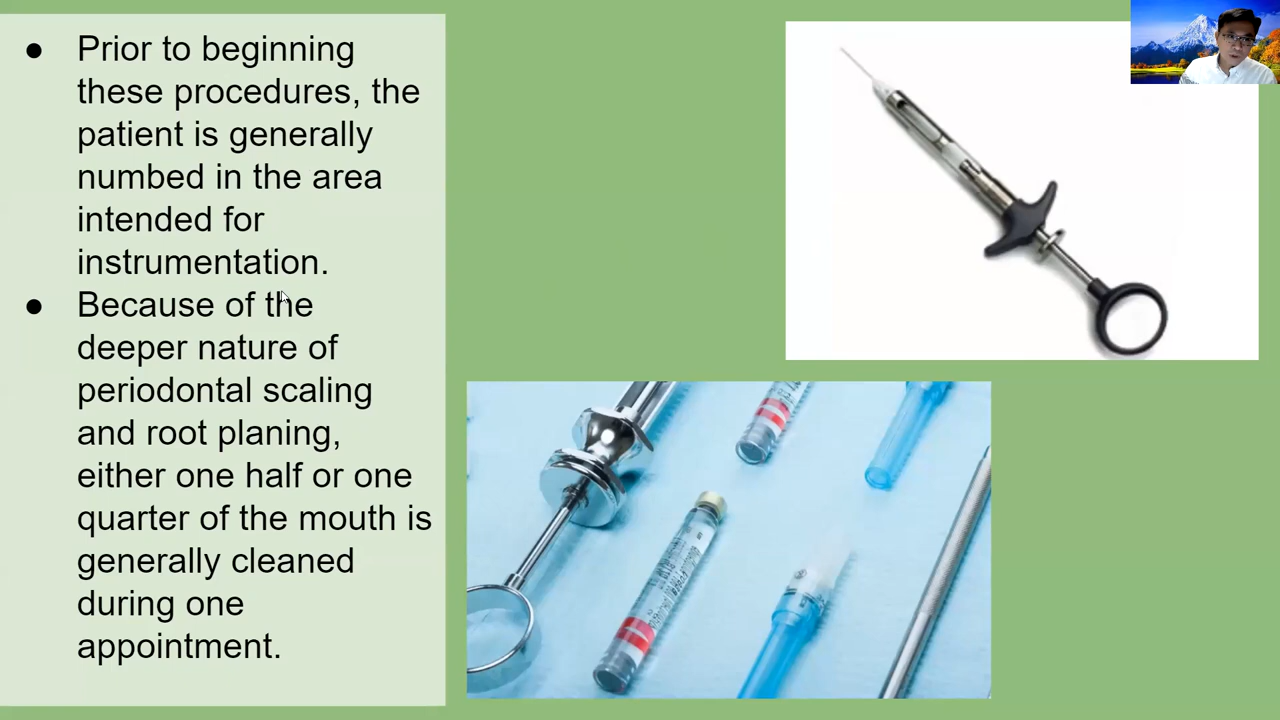 ● Prior to beginning
these procedures, the
patient is generally
numbed in the area
intended for
instrumentation.
● Because of the
deeper nature of
periodontal scaling
and root planing,
either one half or one
quarter of the mouth is
generally cleaned
during one
appointment.